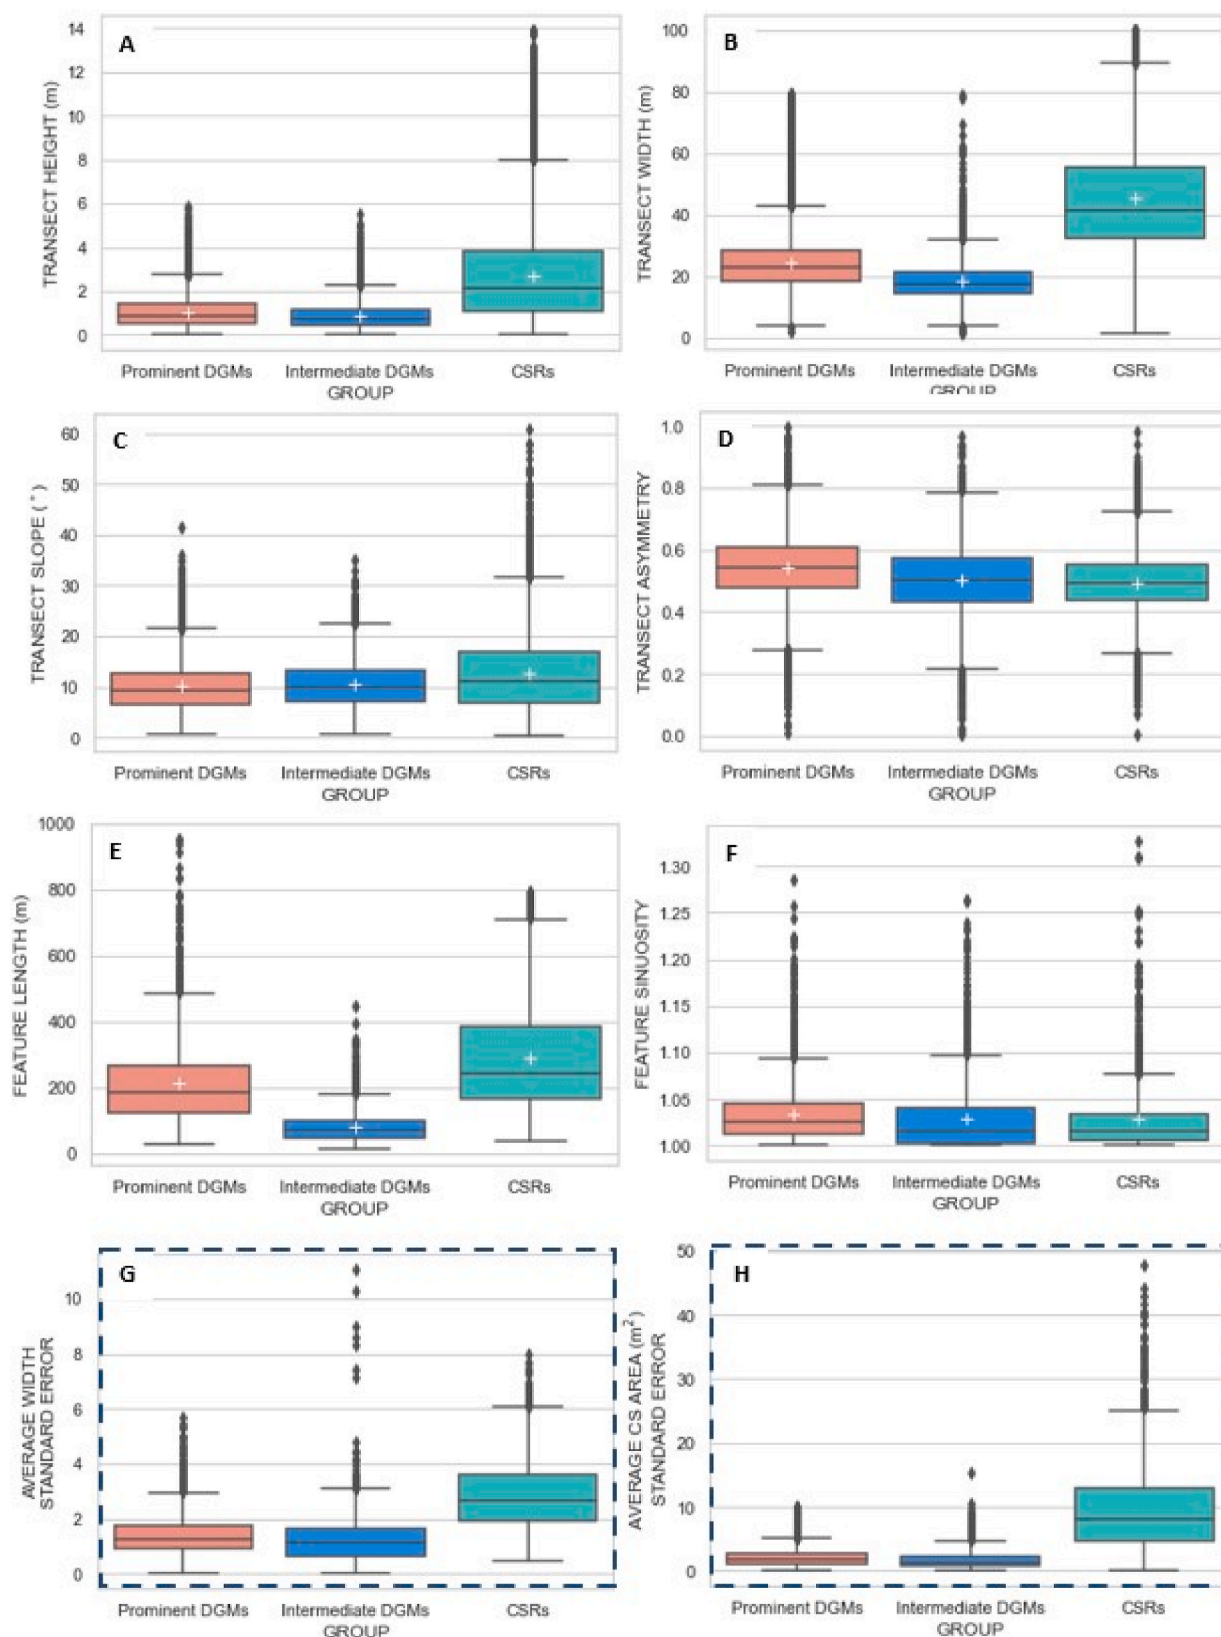 A
TRANSECT HEIGHT (m)
14
12
10
8
6
4
2
0
Prominent DGMs Intermediate DGMs CSRs
GROUP
B
TRANSECT WIDTH (m)
100
80
60
40
20
0
Prominent DGMs Intermediate DGMs CSRs
GROUP
C
TRANSECT SLOPE (°)
60
50
40
30
20
10
0
Prominent DGMs Intermediate DGMs CSRs
GROUP
D
TRANSECT ASYMMETRY
1.0
0.8
0.6
0.4
0.2
0.0
Prominent DGMs Intermediate DGMs CSRs
GROUP
E
FEATURE LENGTH (m)
1000
800
600
400
200
0
Prominent DGMs Intermediate DGMs CSRs
GROUP
F
FEATURE SINUOSITY
1.30
1.25
1.20
1.15
1.10
1.05
1.00
Prominent DGMs Intermediate DGMs CSRs
GROUP
G
AVERAGE WIDTH
STANDARD ERROR
10
8
6
4
2
0
Prominent DGMs Intermediate DGMs CSRs
GROUP
H
AVERAGE CS AREA (m²)
STANDARD ERROR
50
40
30
20
10
0
Prominent DGMs Intermediate DGMs CSRs
GROUP